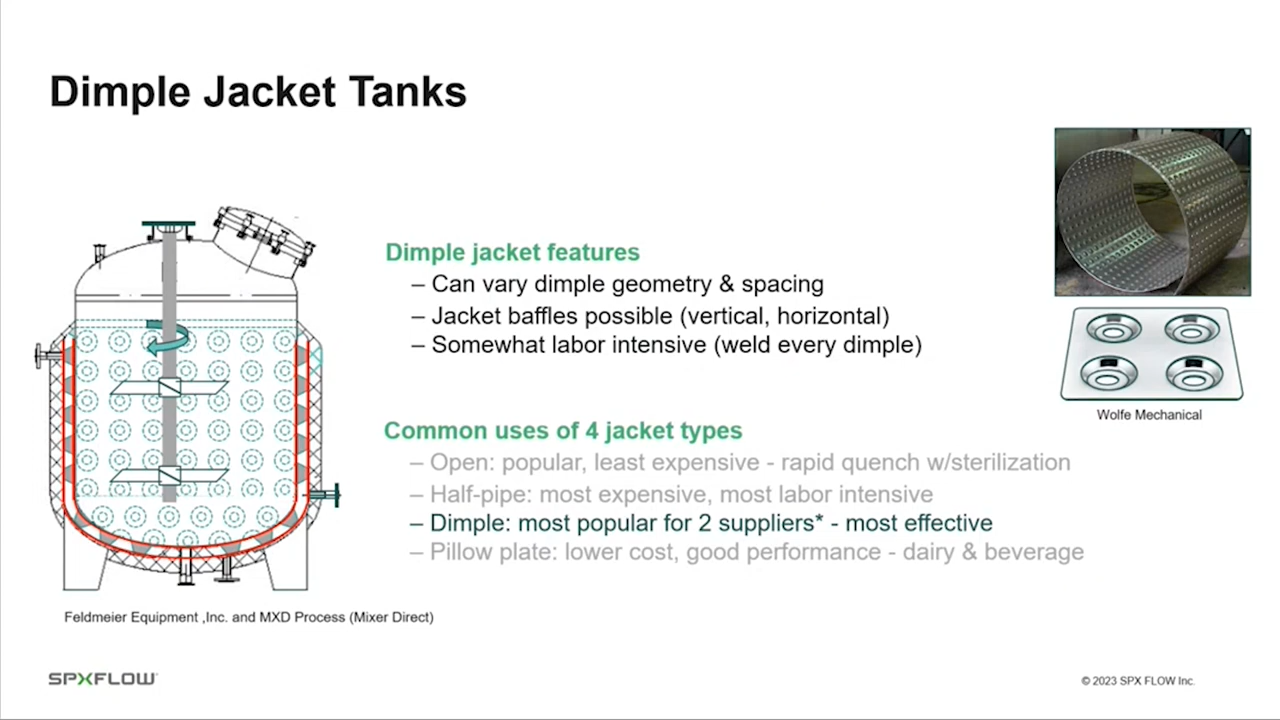 Dimple Jacket Tanks
Dimple jacket features
– Can vary dimple geometry & spacing
– Jacket baffles possible (vertical, horizontal)
– Somewhat labor intensive (weld every dimple)
Wolfe Mechanical
Common uses of 4 jacket types
– Open: popular, least expensive - rapid quench w/sterilization
– Half-pipe: most expensive, most labor intensive
– Dimple: most popular for 2 suppliers* - most effective
– Pillow plate: lower cost, good performance - dairy & beverage
Feldmeier Equipment ,Inc. and MXD Process (Mixer Direct)
SPXFLOW
© 2023 SPX FLOW Inc.